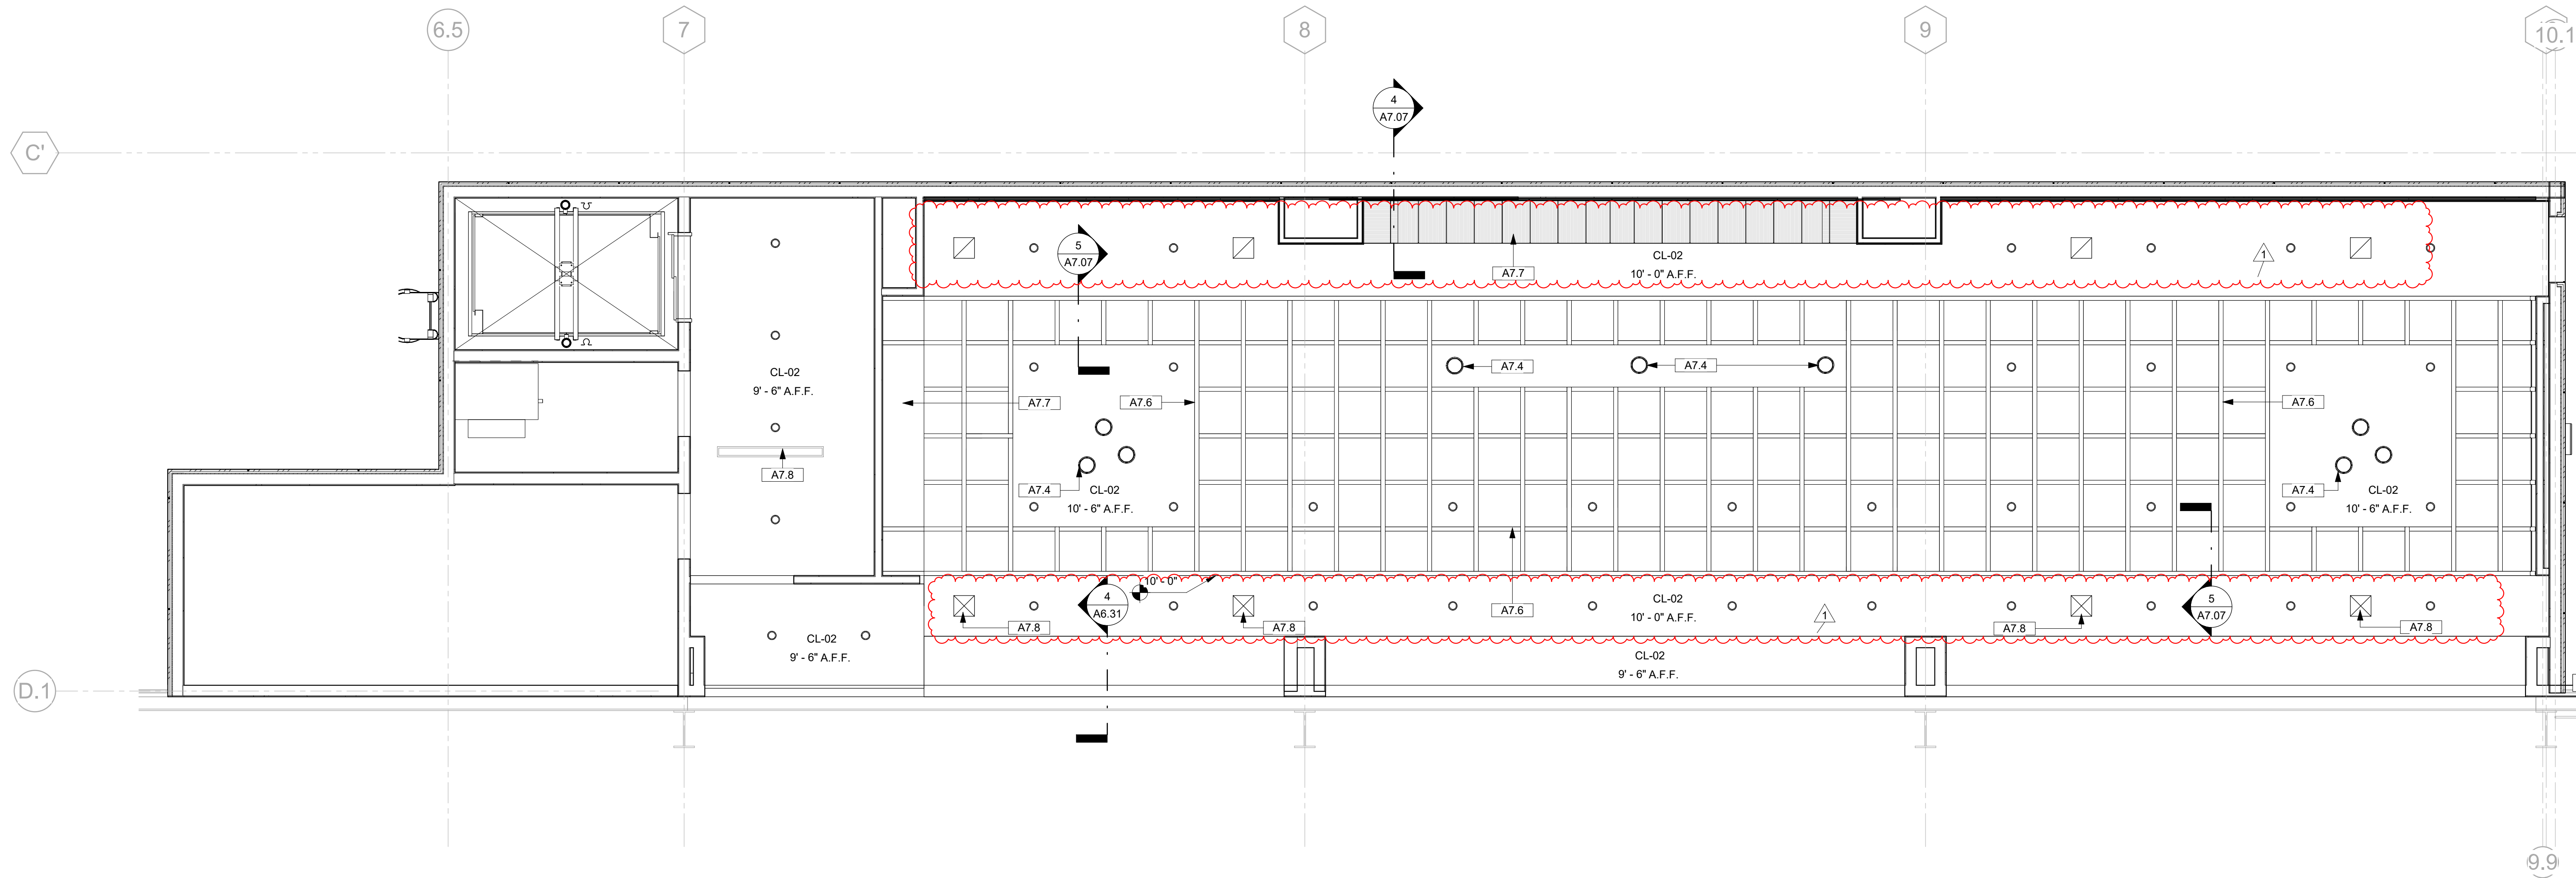 6.5
7
8
9
10.1
4
A7.07
C'
5
A7.07
CL-02
10' - 0" A.F.F.
A7.7
1
CL-02
9' - 6" A.F.F.
A7.4
A7.4
A7.7
A7.6
A7.6
A7.8
A7.4
CL-02
10' - 6" A.F.F.
A7.4
CL-02
10' - 6" A.F.F.
10' - 0"
4
A6.31
CL-02
10' - 0" A.F.F.
A7.6
1
5
A7.07
A7.8
A7.8
A7.8
A7.8
CL-02
9' - 6" A.F.F.
CL-02
9' - 6" A.F.F.
D.1
9.9